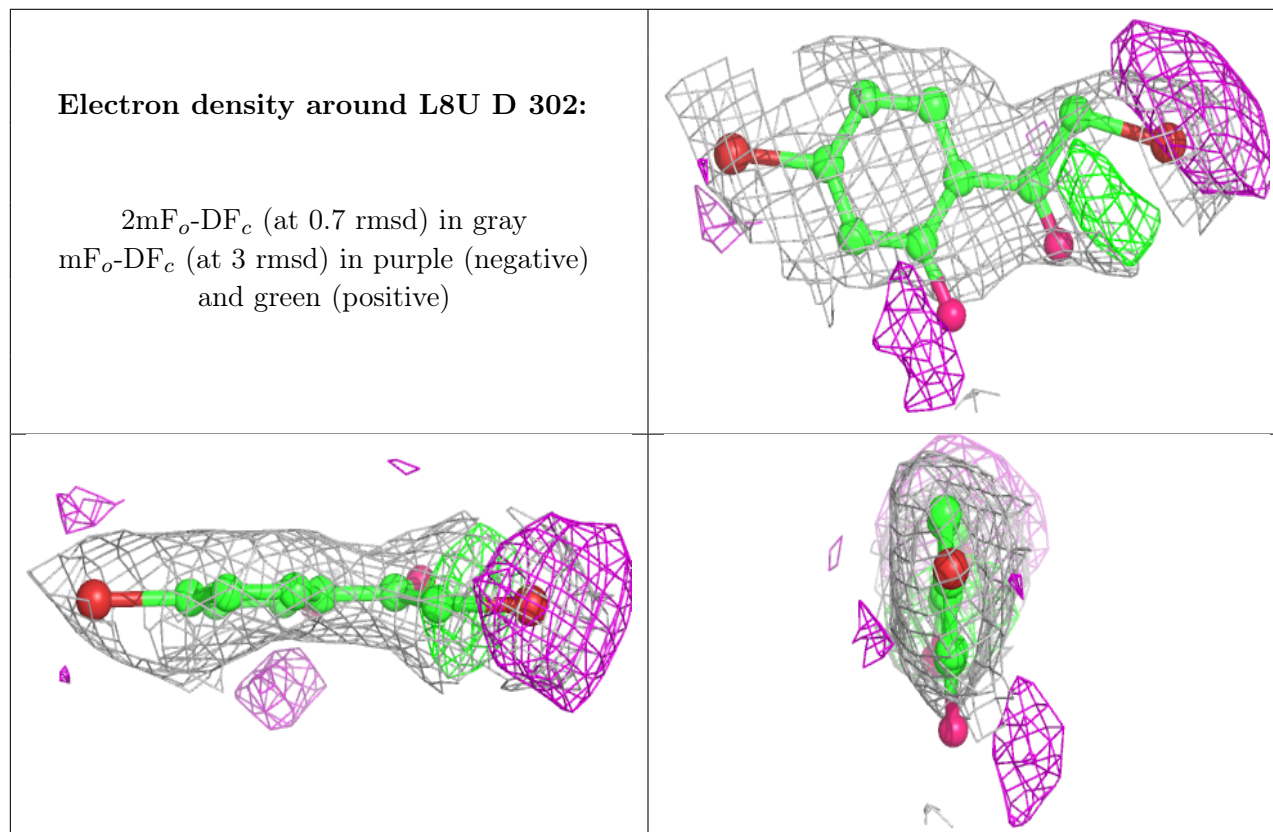 Electron density around L8U D 302:
2mFo-DFc (at 0.7 rmsd) in gray
mFo-DFc (at 3 rmsd) in purple (negative)
and green (positive)